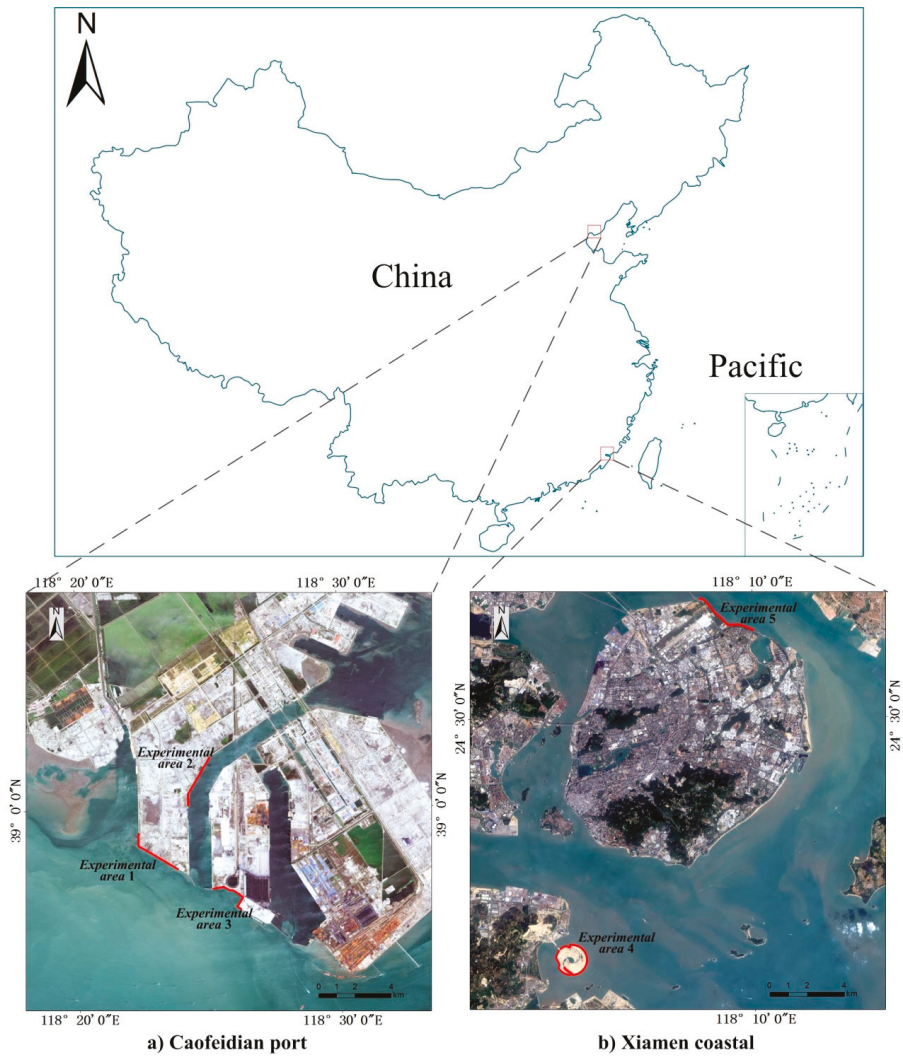 N
China
Pacific
118° 20′ 0″E
118° 30′ 0″E
118° 10′ 0″E
N
N
Experimental
area 5
24° 30′ 0″N
24° 30′ 0″N
Experimental
area 2
39° 0′ 0″N
39° 0′ 0″N
Experimental
area 1
Experimental
area 3
Experimental
area 4
0 1 2 4
km
0 1 2 4
km
118° 20′ 0″E
118° 30′ 0″E
118° 10′ 0″E
a) Caofeidian port
b) Xiamen coastal